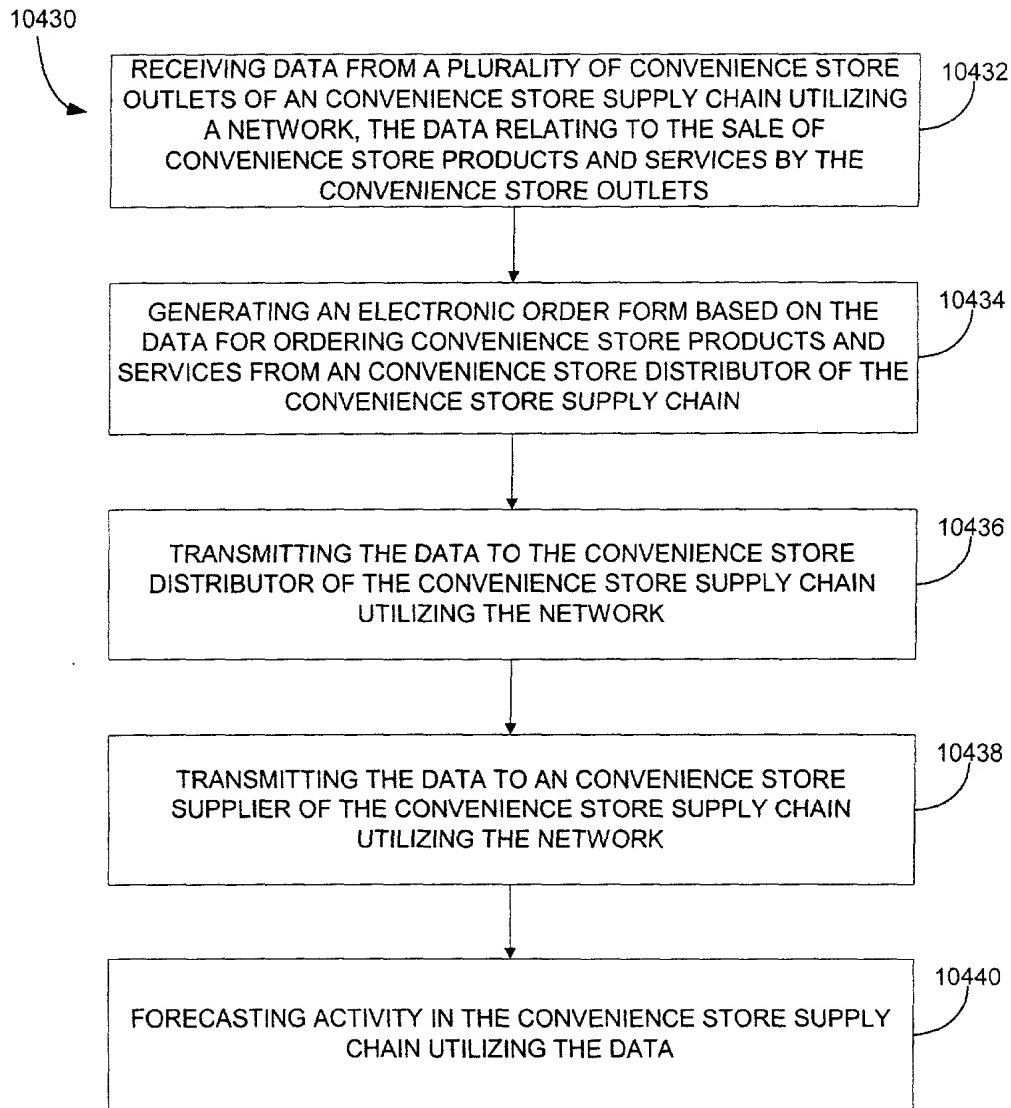 10430
RECEIVING DATA FROM A PLURALITY OF CONVENIENCE STORE
OUTLETS OF AN CONVENIENCE STORE SUPPLY CHAIN UTILIZING
A NETWORK, THE DATA RELATING TO THE SALE OF
CONVENIENCE STORE PRODUCTS AND SERVICES BY THE
CONVENIENCE STORE OUTLETS
10432
GENERATING AN ELECTRONIC ORDER FORM BASED ON THE
DATA FOR ORDERING CONVENIENCE STORE PRODUCTS AND
SERVICES FROM AN CONVENIENCE STORE DISTRIBUTOR OF THE
CONVENIENCE STORE SUPPLY CHAIN
10434
TRANSMITTING THE DATA TO THE CONVENIENCE STORE
DISTRIBUTOR OF THE CONVENIENCE STORE SUPPLY CHAIN
UTILIZING THE NETWORK
10436
TRANSMITTING THE DATA TO AN CONVENIENCE STORE
SUPPLIER OF THE CONVENIENCE STORE SUPPLY CHAIN
UTILIZING THE NETWORK
10438
FORECASTING ACTIVITY IN THE CONVENIENCE STORE SUPPLY
CHAIN UTILIZING THE DATA
10440